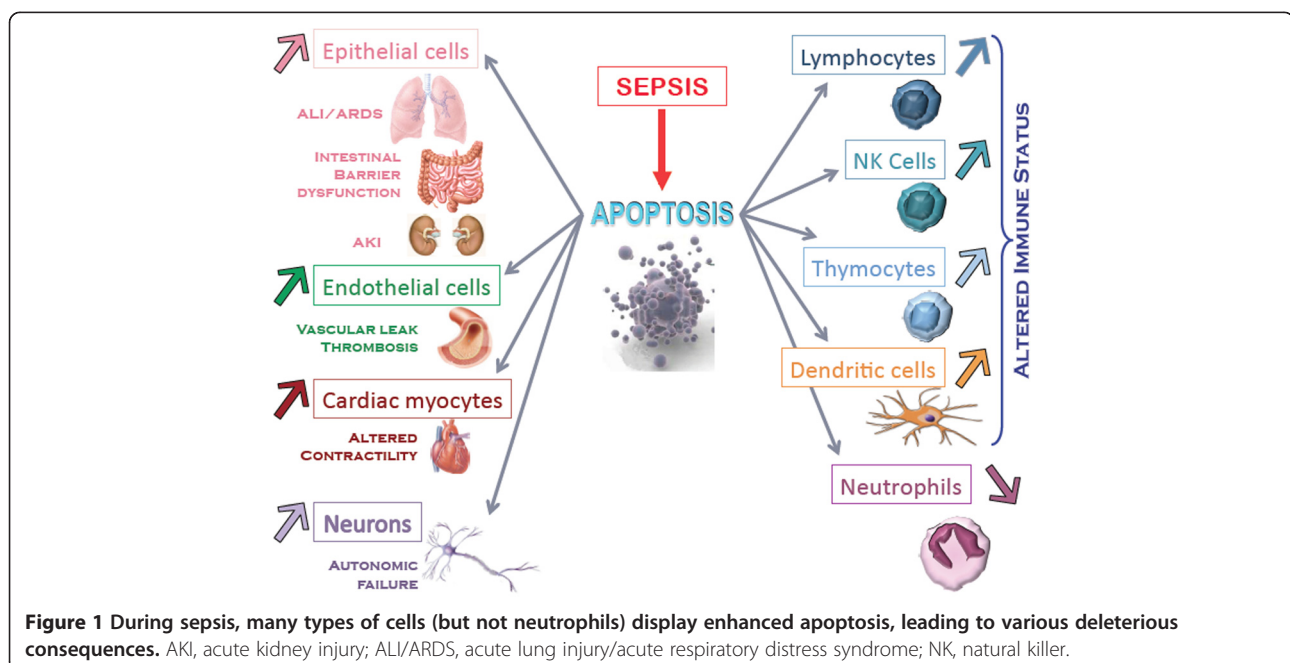 Epithelial cells
ALI/ARDS
INTESTINAL
BARRIER
DYSFUNCTION
AKI
Endothelial cells
VASCULAR LEAK
THROMBOSIS
Cardiac myocytes
ALTERED
CONTRACTILITY
Neurons
AUTONOMIC
FAILURE
SEPSIS
APOPTOSIS
Lymphocytes
NK Cells
Thymocytes
Dendritic cells
Neutrophils
ALTERED IMMUNE STATUS
Figure 1 During sepsis, many types of cells (but not neutrophils) display enhanced apoptosis, leading to various deleterious
consequences. AKI, acute kidney injury; ALI/ARDS, acute lung injury/acute respiratory distress syndrome; NK, natural killer.